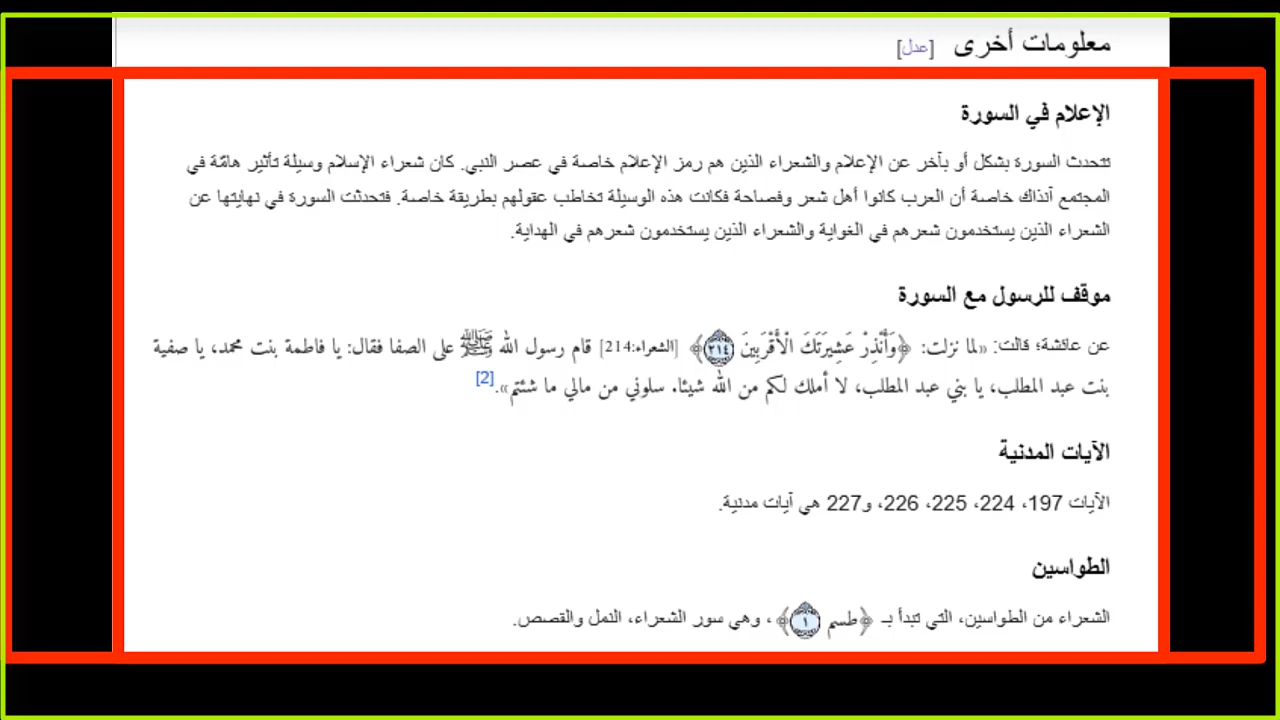 معلومات أخرى [عدل]
الإعلام في السورة
تتحدث السورة بشكل أو بآخر عن الإعلام والشعراء الذين هم رمز الإعلام خاصة في عصر النبي. كان شعراء الإسلام وسيلة تأثير هامّة في
المجتمع آنذاك خاصة أن العرب كانوا أهل شعر وفصاحة فكانت هذه الوسيلة تخاطب عقولهم بطريقة خاصة. فتحدثت السورة في نهايتها عن
الشعراء الذين يستخدمون شعرهم في الغواية والشعراء الذين يستخدمون شعرهم في الهداية.
موقف للرسول مع السورة
عن عائشة؛ قالت: «لما نزلت: ﴿وَأَنْذِرْ عَشِيرَتَكَ الْأَقْرَبِينَ ٢١٤﴾ [الشعراء:214] قام رسول الله ﷺ على الصفا فقال: يا فاطمة بنت محمد، يا صفية
بنت عبد المطلب، يا بني عبد المطلب، لا أملك لكم من الله شيئا. سلوني من مالي ما شئتم».[2]
الآيات المدنية
الآيات 197، 224، 225، 226، و227 هي آيات مدنية.
الطواسين
الشعراء من الطواسين، التي تبدأ بـ ﴿طسم ١﴾، وهي سور الشعراء، النمل والقصص.